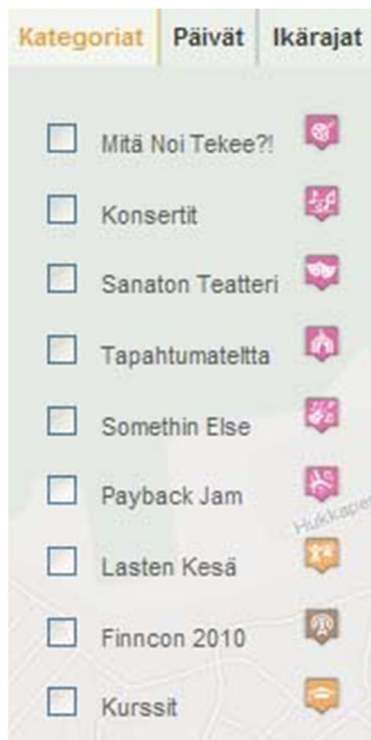 Kategoriat Päivät Ikärajat
Mitä Noi Tekee?!
Konsertit
Sanaton Teatteri
Tapahtumateltta
Somethin Else
Payback Jam
Lasten Kesä
Finncon 2010
Kurssit